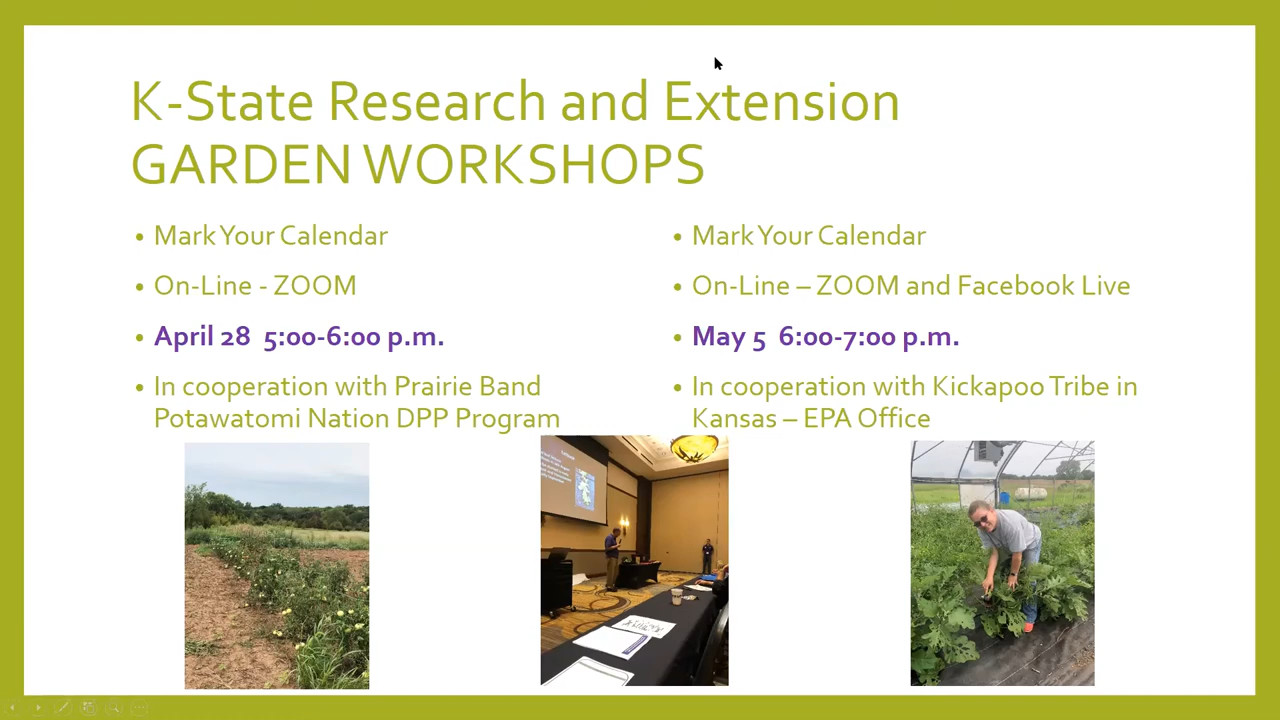 K-State Research and Extension
GARDEN WORKSHOPS
• Mark Your Calendar
• On-Line - ZOOM
• April 28 5:00-6:00 p.m.
• In cooperation with Prairie Band
Potawatomi Nation DPP Program
• Mark Your Calendar
• On-Line – ZOOM and Facebook Live
• May 5 6:00-7:00 p.m.
• In cooperation with Kickapoo Tribe in
Kansas – EPA Office